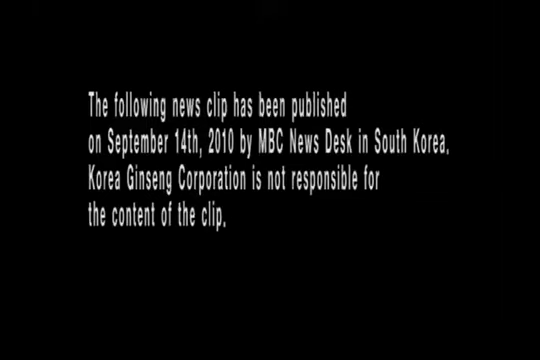 The following news clip has been published
on September 14th, 2010 by MBC News Desk in South Korea.
Korea Ginseng Corporation is not responsible for
the content of the clip.